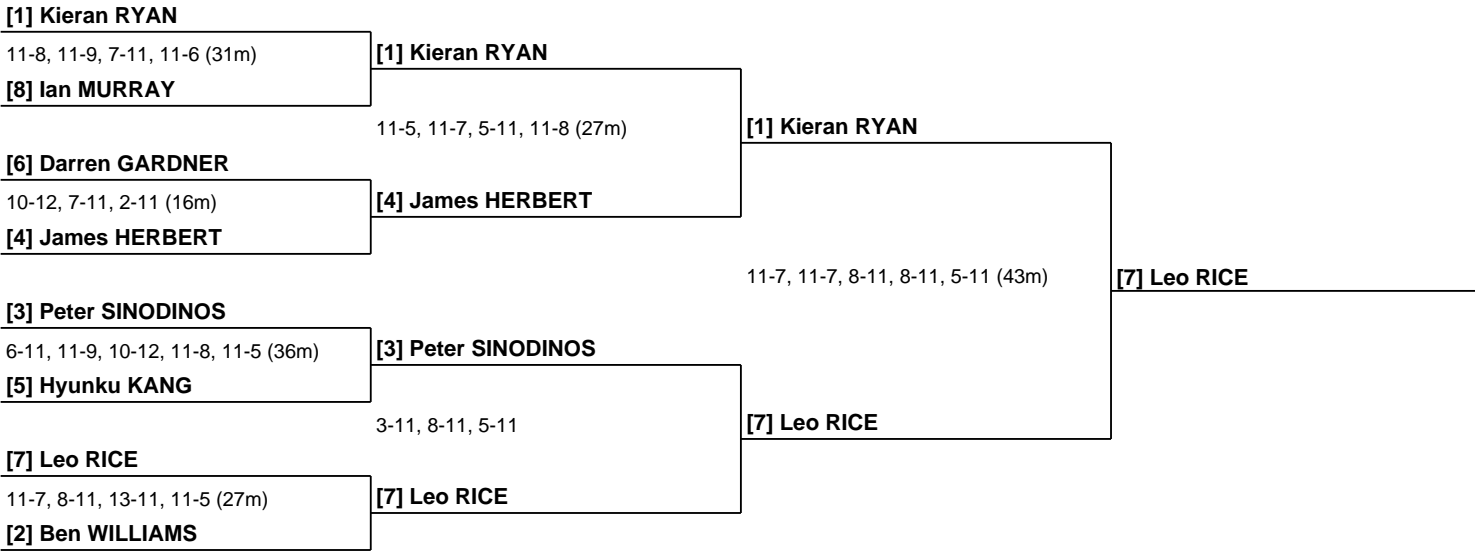 [1] Kieran RYAN
11-8, 11-9, 7-11, 11-6 (31m)
[1] Kieran RYAN
[8] Ian MURRAY
11-5, 11-7, 5-11, 11-8 (27m)
[1] Kieran RYAN
[6] Darren GARDNER
10-12, 7-11, 2-11 (16m)
[4] James HERBERT
[4] James HERBERT
11-7, 11-7, 8-11, 8-11, 5-11 (43m)
[7] Leo RICE
[3] Peter SINODINOS
6-11, 11-9, 10-12, 11-8, 11-5 (36m)
[3] Peter SINODINOS
[5] Hyunku KANG
3-11, 8-11, 5-11
[7] Leo RICE
[7] Leo RICE
11-7, 8-11, 13-11, 11-5 (27m)
[7] Leo RICE
[2] Ben WILLIAMS